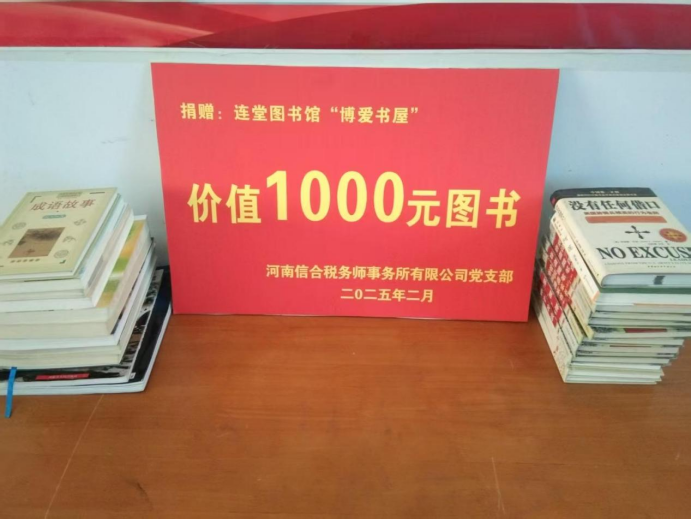 捐赠：连堂图书馆“博爱书屋”
价值1000元图书
河南信合税务师事务所有限公司党支部
二〇二五年二月
成语故事
没有任何借口
NO EXCUSE